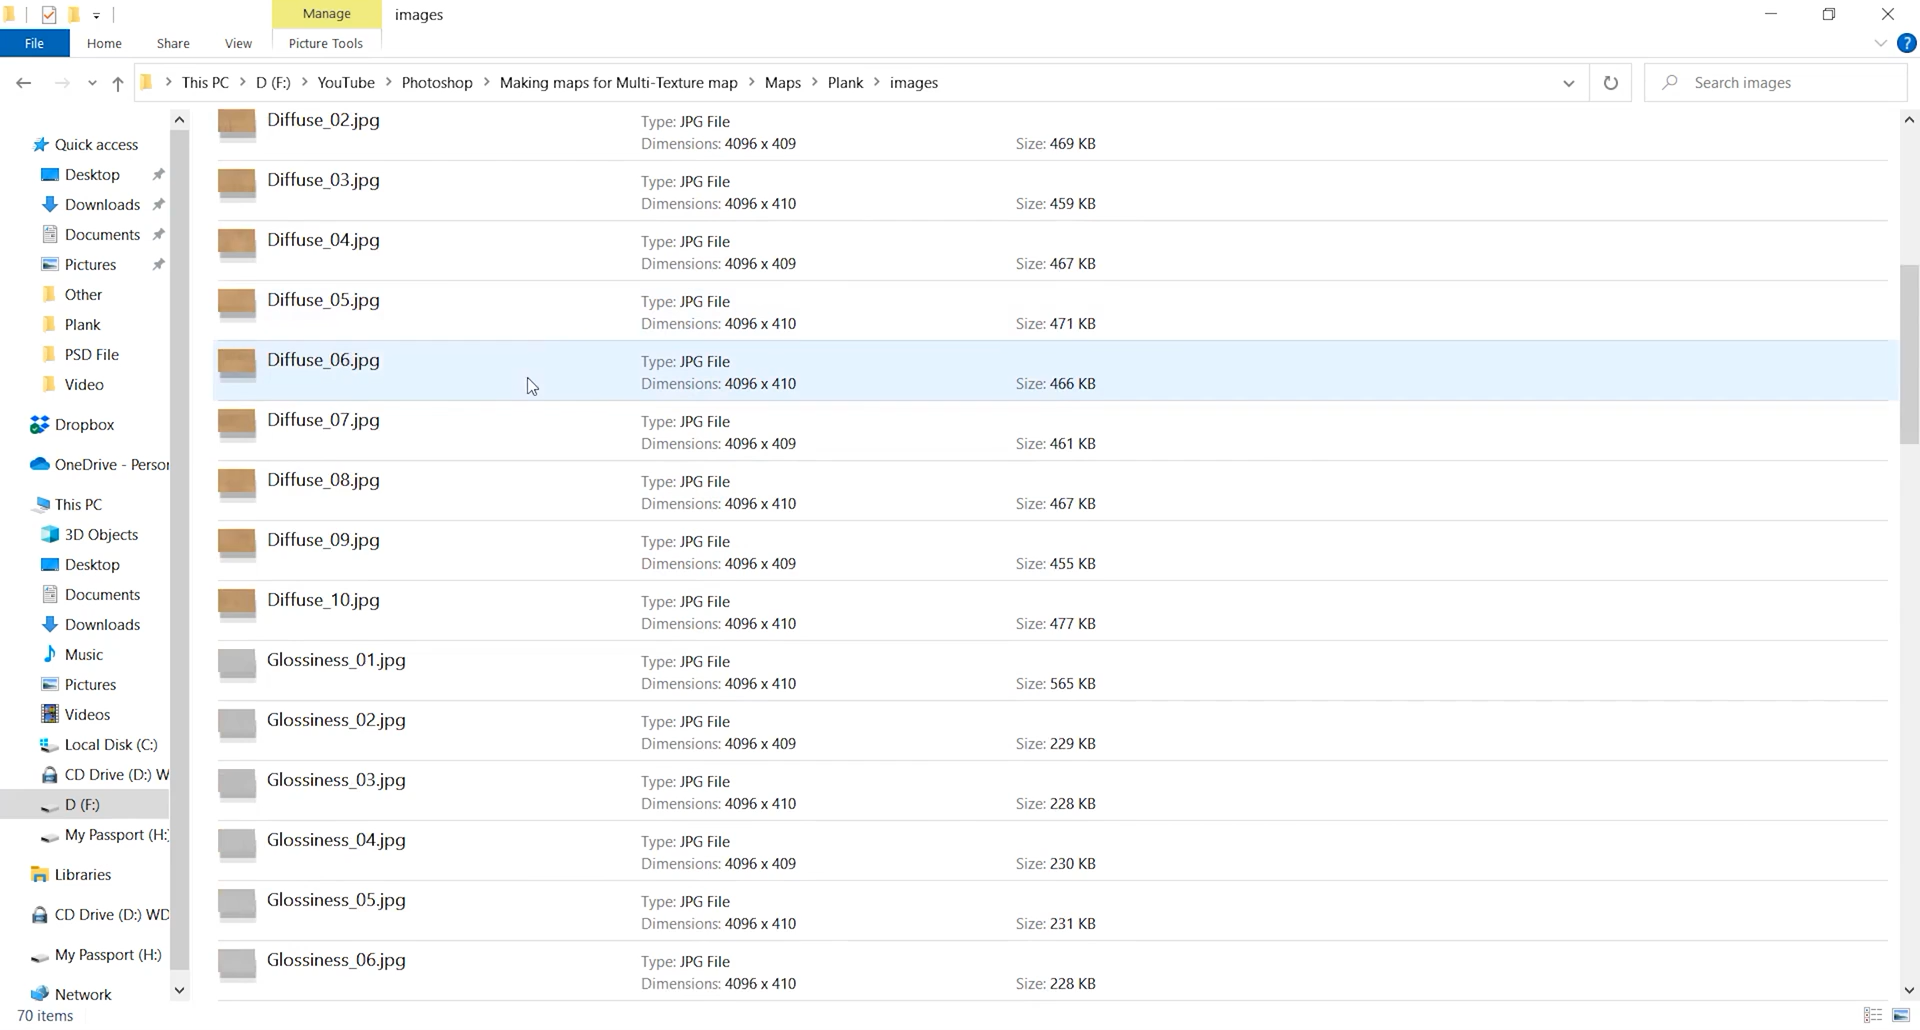 Manage
images
File
Home
Share
View
Picture Tools
This PC
D (F:)
YouTube
Photoshop
Making maps for Multi-Texture map
Maps
Plank
images
Search images
Quick access
Desktop
Downloads
Documents
Pictures
Other
Plank
PSD File
Video
Dropbox
OneDrive - Person
This PC
3D Objects
Desktop
Documents
Downloads
Music
Pictures
Videos
Local Disk (C:)
CD Drive (D:) W
D (F:)
My Passport (H:)
Libraries
CD Drive (D:) WD
My Passport (H:)
Network
Diffuse_02.jpg
Type: JPG File
Dimensions: 4096 x 409
Size: 469 KB
Diffuse_03.jpg
Type: JPG File
Dimensions: 4096 x 410
Size: 459 KB
Diffuse_04.jpg
Type: JPG File
Dimensions: 4096 x 409
Size: 467 KB
Diffuse_05.jpg
Type: JPG File
Dimensions: 4096 x 410
Size: 471 KB
Diffuse_06.jpg
Type: JPG File
Dimensions: 4096 x 410
Size: 466 KB
Diffuse_07.jpg
Type: JPG File
Dimensions: 4096 x 409
Size: 461 KB
Diffuse_08.jpg
Type: JPG File
Dimensions: 4096 x 410
Size: 467 KB
Diffuse_09.jpg
Type: JPG File
Dimensions: 4096 x 409
Size: 455 KB
Diffuse_10.jpg
Type: JPG File
Dimensions: 4096 x 410
Size: 477 KB
Glossiness_01.jpg
Type: JPG File
Dimensions: 4096 x 410
Size: 565 KB
Glossiness_02.jpg
Type: JPG File
Dimensions: 4096 x 409
Size: 229 KB
Glossiness_03.jpg
Type: JPG File
Dimensions: 4096 x 410
Size: 228 KB
Glossiness_04.jpg
Type: JPG File
Dimensions: 4096 x 409
Size: 230 KB
Glossiness_05.jpg
Type: JPG File
Dimensions: 4096 x 410
Size: 231 KB
Glossiness_06.jpg
Type: JPG File
Dimensions: 4096 x 410
Size: 228 KB
70 items